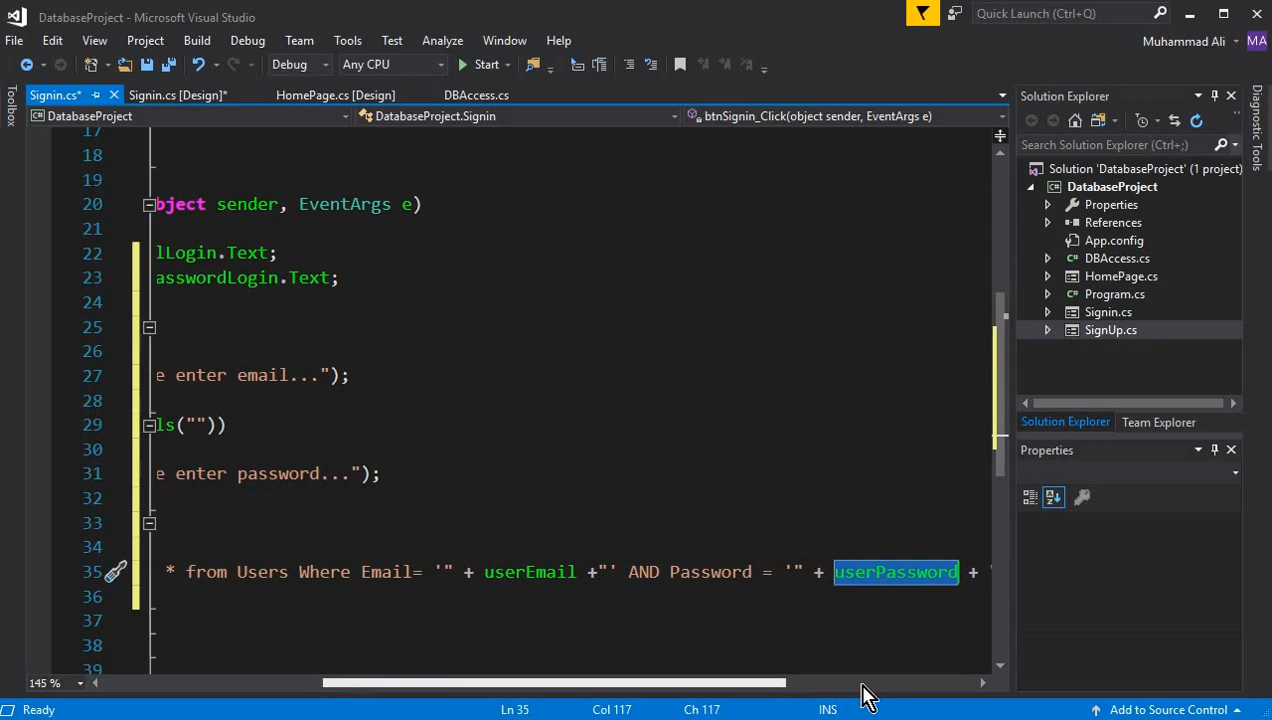 DatabaseProject - Microsoft Visual Studio
Quick Launch (Ctrl+Q)
File Edit View Project Build Debug Team Tools Test Analyze Window Help
Muhammad Ali MA
Debug Any CPU Start
Toolbox
Signin.cs* Signin.cs [Design]* HomePage.cs [Design] DBAccess.cs
DatabaseProject DatabaseProject.Signin btnSignin_Click(object sender, EventArgs e)
17
18
19
20 bject sender, EventArgs e)
21
22 lLogin.Text;
23 asswordLogin.Text;
24
25
26
27 e enter email...");
28
29 ls(""))
30
31 e enter password...");
32
33
34
35 * from Users Where Email= '" + userEmail +"' AND Password = '" + userPassword + '
36
37
38
39
145 %
Solution Explorer
Search Solution Explorer (Ctrl+;)
Solution 'DatabaseProject' (1 project)
DatabaseProject
Properties
References
App.config
DBAccess.cs
HomePage.cs
Program.cs
Signin.cs
SignUp.cs
Solution Explorer Team Explorer
Properties
Diagnostic Tools
Ready Ln 35 Col 117 Ch 117 INS Add to Source Control